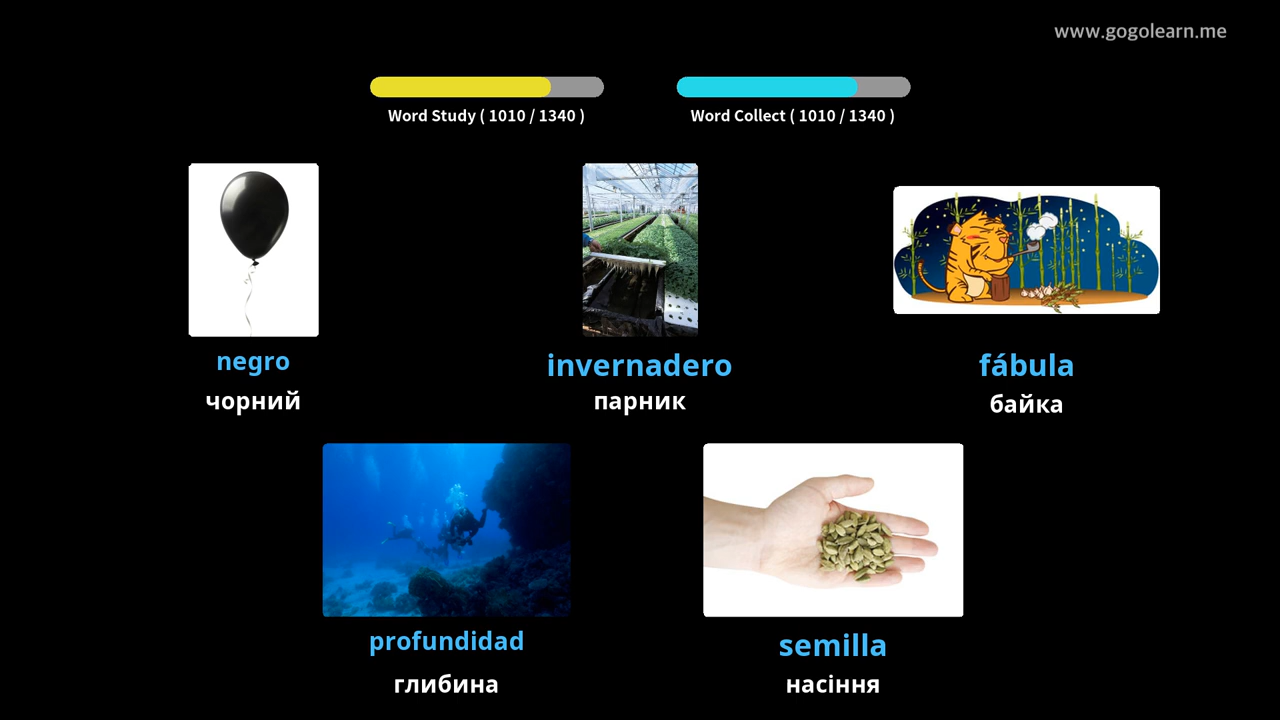 www.gogolearn.me
Word Study ( 1010 / 1340 )
Word Collect ( 1010 / 1340 )
negro
чорний
invernadero
парник
fábula
байка
profundidad
глибина
semilla
насіння